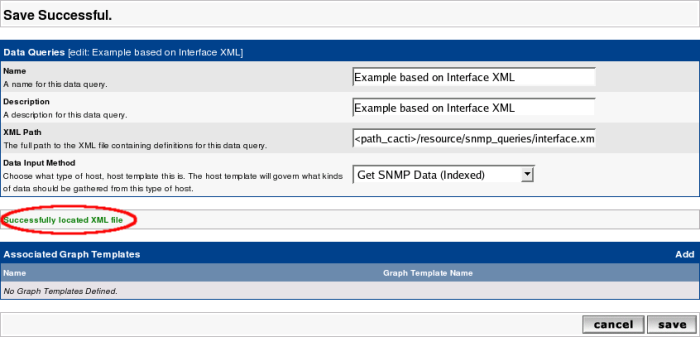 Save Successful.
Data Queries [edit: Example based on Interface XML]
Name
A name for this data query.
Example based on Interface XML
Description
A description for this data query.
Example based on Interface XML
XML Path
The full path to the XML file containing definitions for this data query.
<path_cacti>/resource/snmp_queries/interface.xm
Data Input Method
Choose what type of host, host template this is. The host template will govern what kinds
of data should be gathered from this type of host.
Get SNMP Data (Indexed)
Successfully located XML file
Associated Graph Templates Add
Name Graph Template Name
No Graph Templates Defined.
cancel save